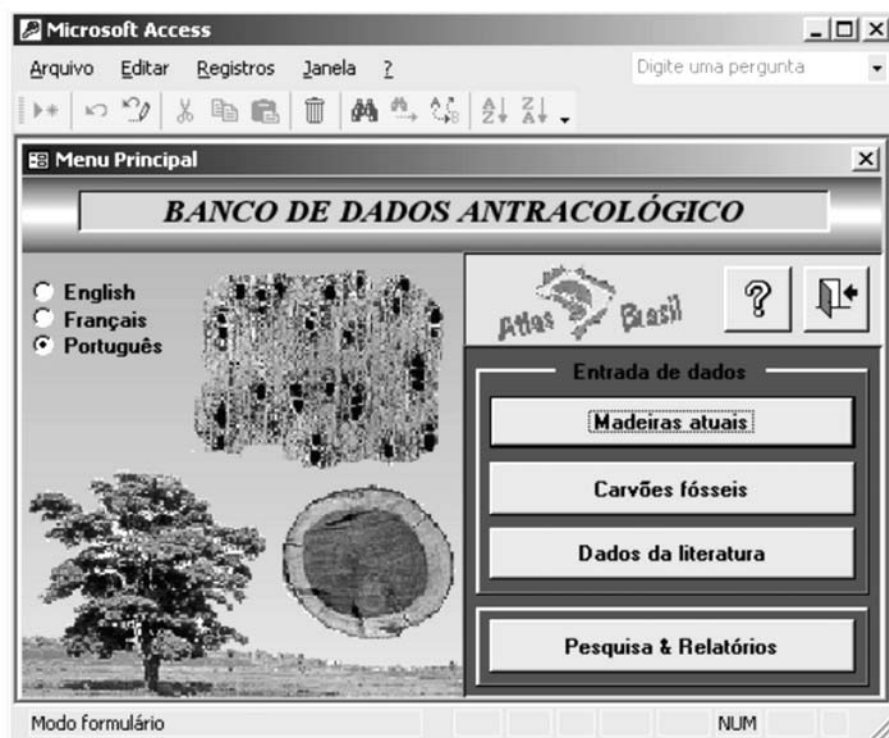 Microsoft Access
Arquivo Editar Registros Janela ?
Digite uma pergunta
Menu Principal
BANCO DE DADOS ANTRACOLÓGICO
English
Français
Português
Atlas Brasil
?
Entrada de dados
Madeiras atuais
Carvões fósseis
Dados da literatura
Pesquisa & Relatórios
Modo formulário
NUM